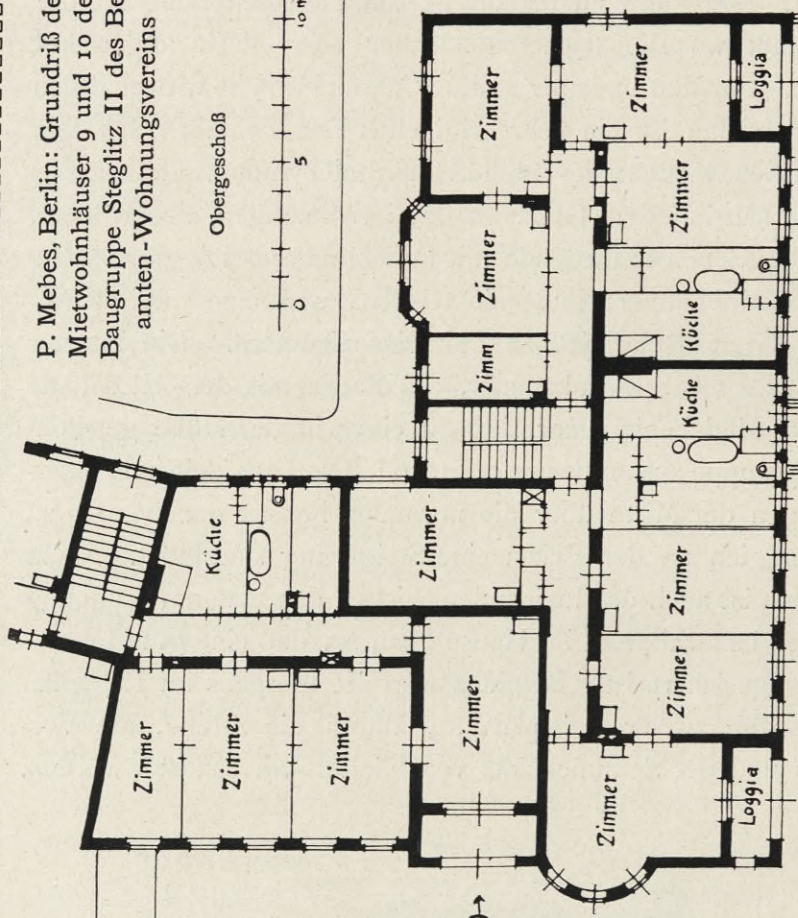 P. Mebes, Berlin: Grundriß de
Mietwohnhäuser 9 und 10 de
Baugruppe Steglitz II des Be
amten-Wohnungsvereins
Obergeschoß
0 5 10 m
Zimmer
Küche
Zimmer
Zimmer
Zimmer
Zimmer
Zimm
Zimmer
Zimmer
Zimmer
Zimmer
Zimmer
Zimmer
Küche
Küche
Zimmer
Loggia
Loggia